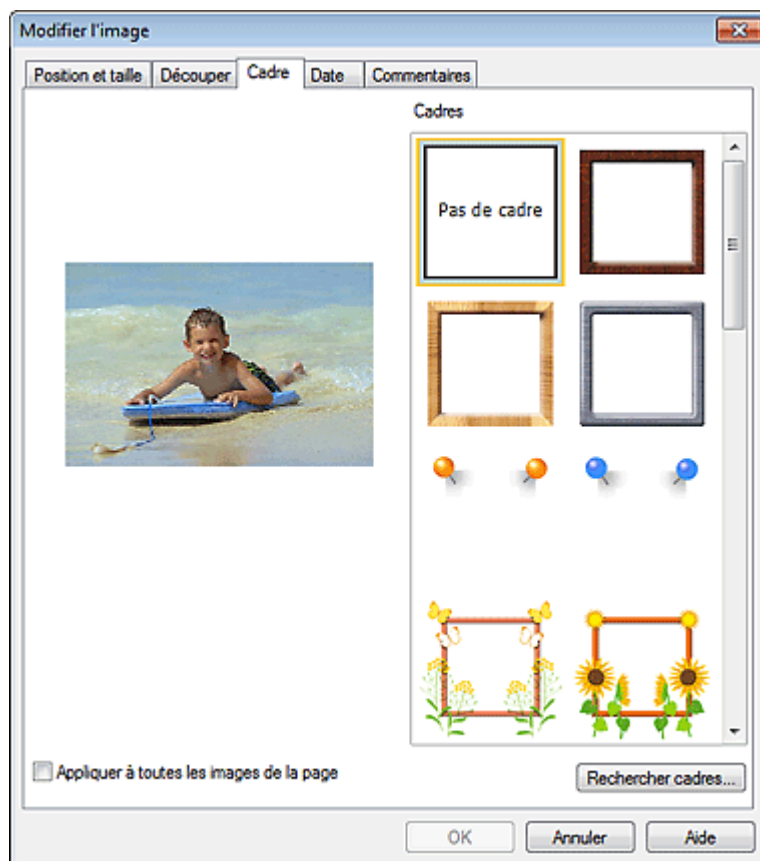 Modifier l'image
Position et taille Découper Cadre Date Commentaires
Cadres
Pas de cadre
Appliquer à toutes les images de la page
Rechercher cadres...
OK Annuler Aide